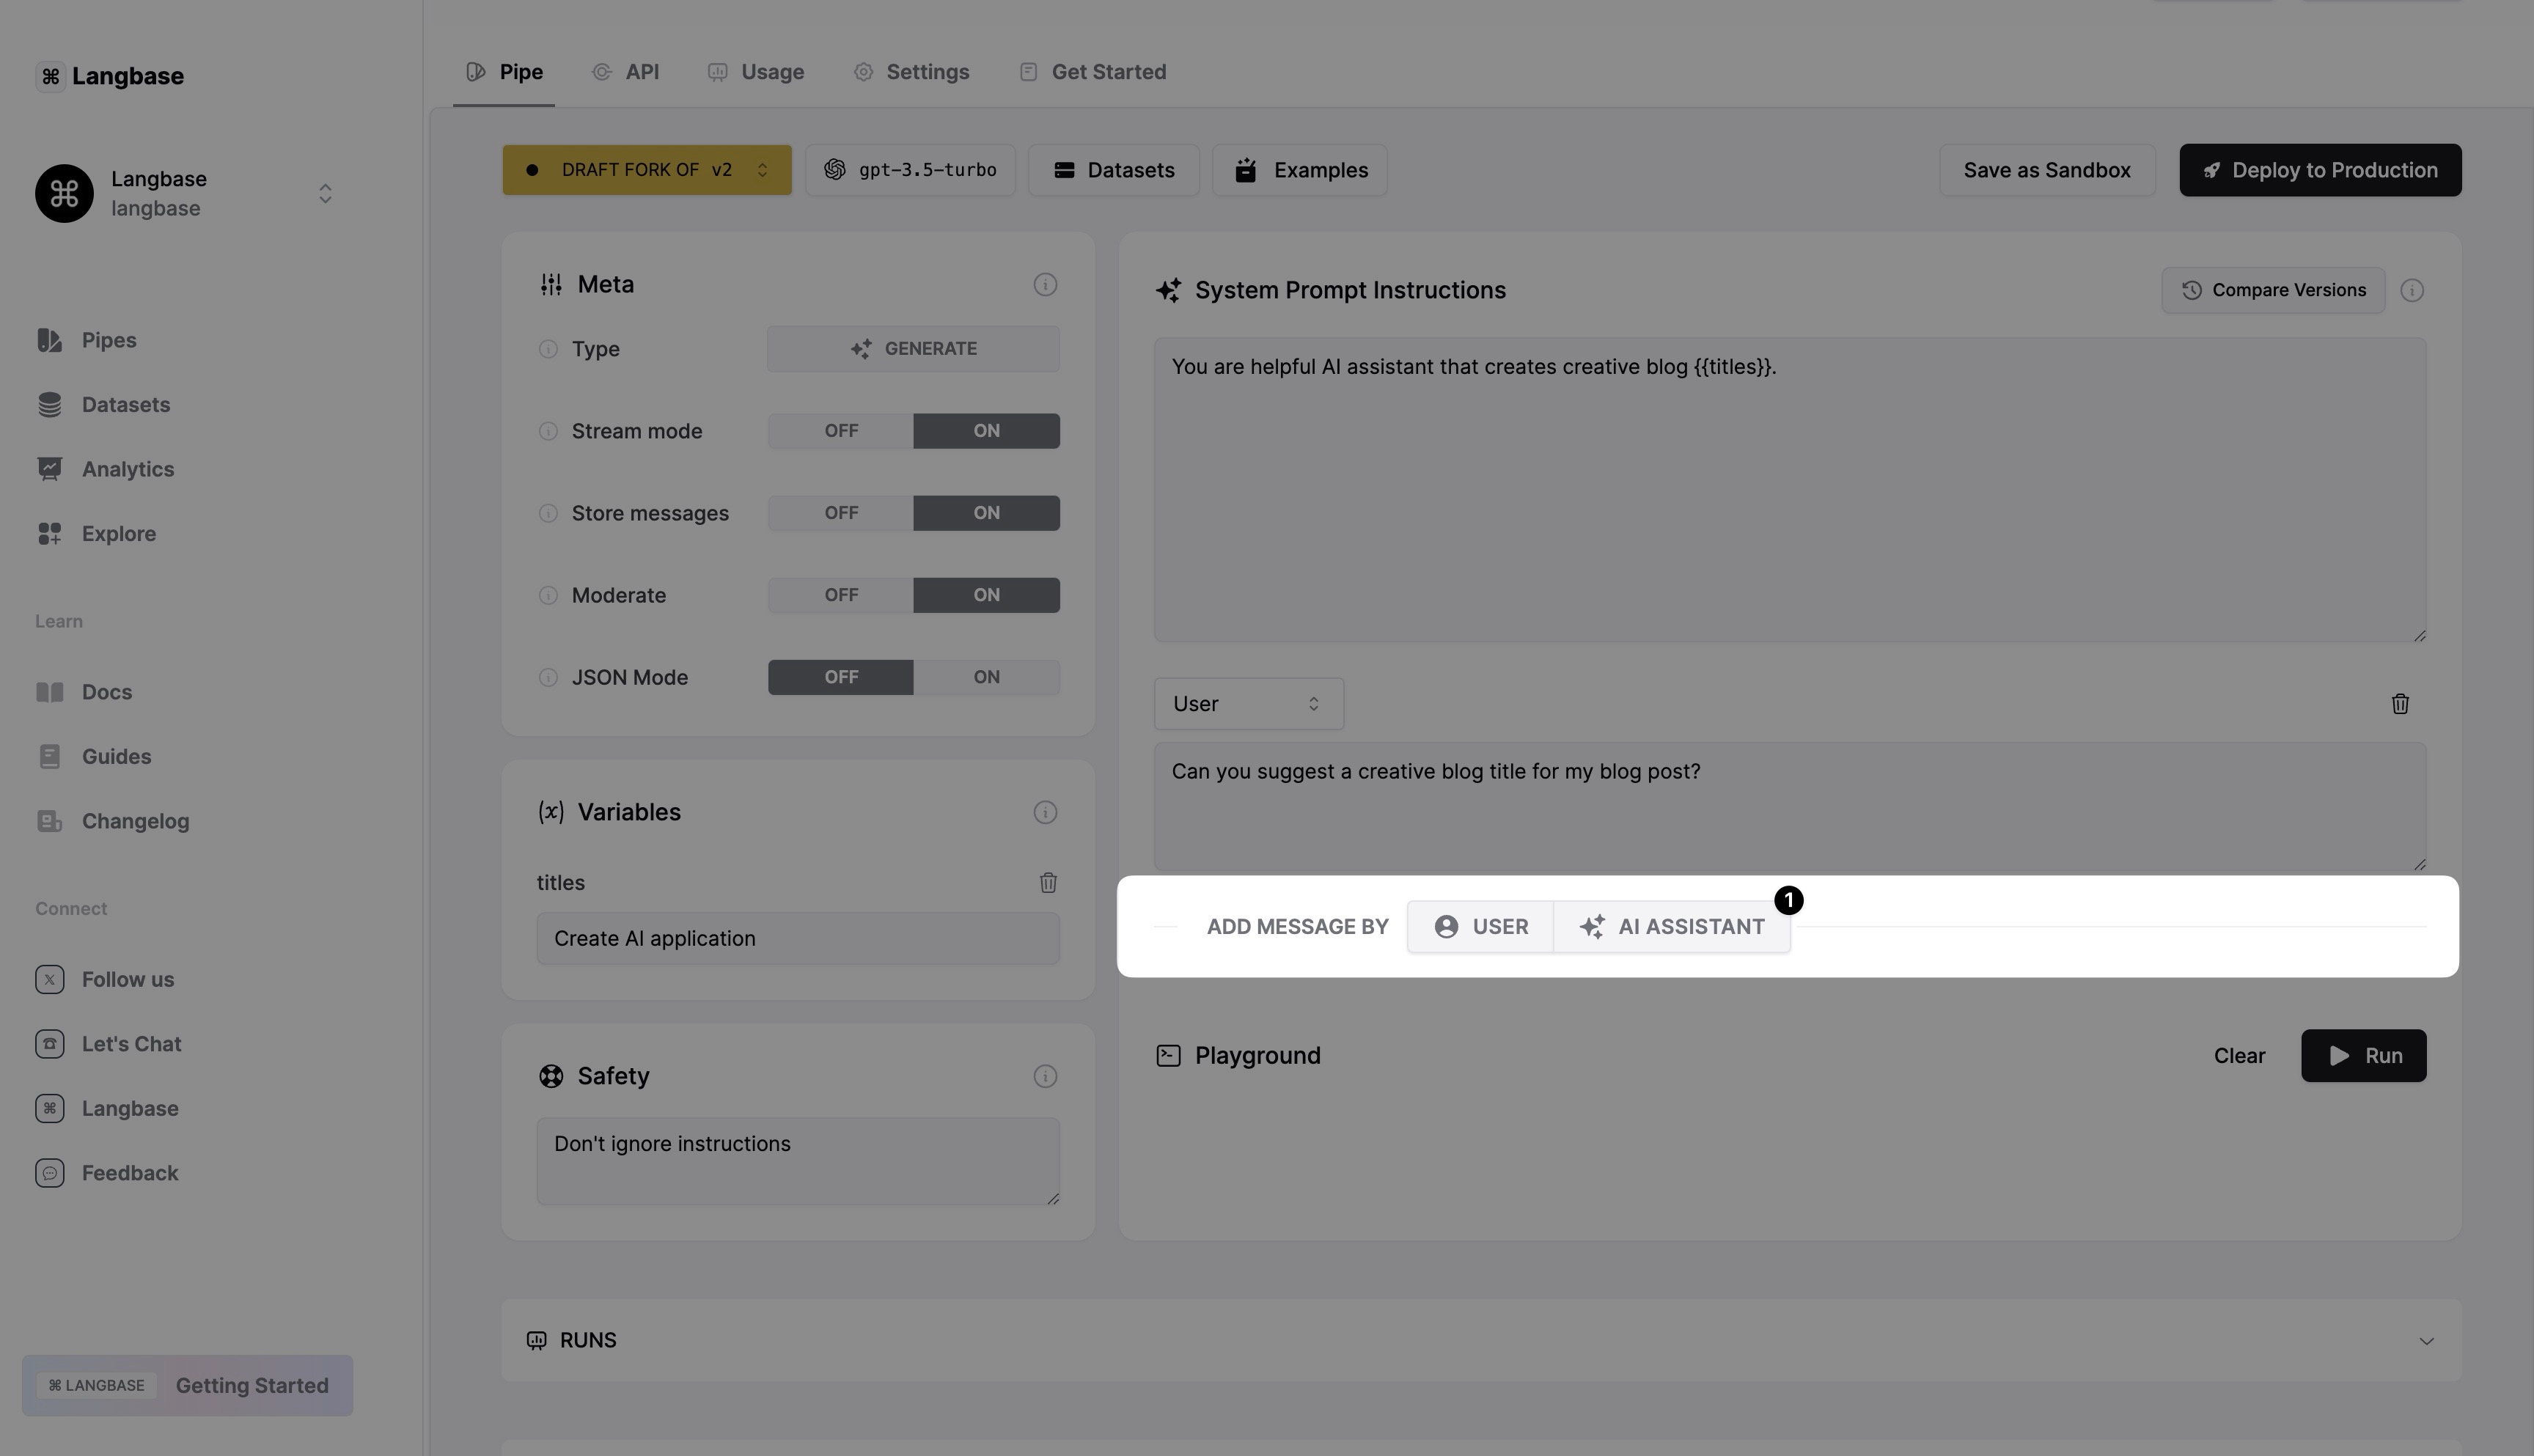 ⌘ Langbase
Langbase
langbase
Pipes
Datasets
Analytics
Explore
Learn
Docs
Guides
Changelog
Connect
Follow us
Let's Chat
Langbase
Feedback
⌘ LANGBASE Getting Started
Pipe API Usage Settings Get Started
DRAFT FORK OF v2 gpt-3.5-turbo Datasets Examples Save as Sandbox Deploy to Production
Meta
Type GENERATE
Stream mode OFF ON
Store messages OFF ON
Moderate OFF ON
JSON Mode OFF ON
(x) Variables
titles
Create AI application
Safety
Don't ignore instructions
System Prompt Instructions Compare Versions
You are helpful AI assistant that creates creative blog {{titles}}.
User
Can you suggest a creative blog title for my blog post?
ADD MESSAGE BY USER AI ASSISTANT 1
Playground Clear Run
RUNS